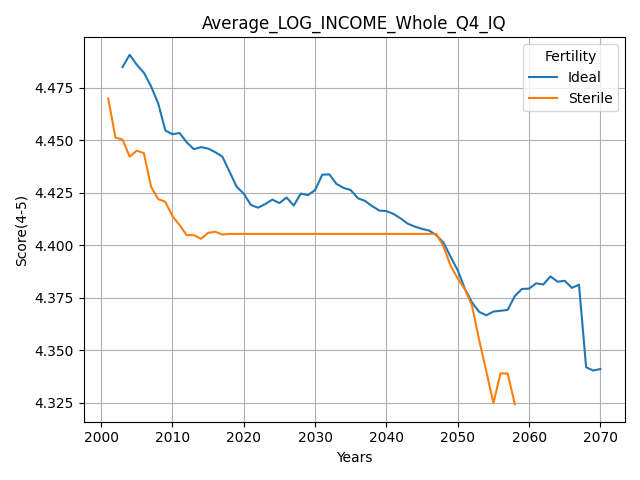 Average_LOG_INCOME_Whole_Q4_IQ
Fertility
Ideal
Sterile
4.475
4.450
4.425
4.400
4.375
4.350
4.325
Score(4-5)
2000 2010 2020 2030 2040 2050 2060 2070
Years